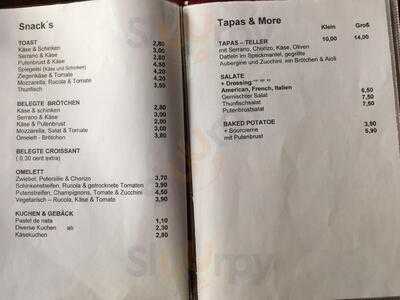 Snack´s
TOAST
Käse & Schinken 2,80
Serrano & Käse 3,00
Putenbrust & Käse 2,80
Spiegelei (Käse und Schinken) 4,50
Ziegenkäse & Tomate 4,20
Mozzarella, Rucola & Tomate 4,20
Thunfisch 3,50
BELEGTE BRÖTCHEN
Käse & schinken 2,80
Serrano & Käse 3,00
Käse & Putenbrust 2,80
Mozzarella, Salat & Tomate 3,00
Omelett - Brötchen 3,80
BELEGTE CROISSANT
( 0,30 cent extra)
OMELETT
Zwiebel, Petersilie & Chorizo 3,70
Schinkenstreifen, Rucola & getrocknete Tomaten 3,90
Putenstreifen, Champignons, Tomate & Zucchini 4,50
Vegetarisch – Rucola, Käse & Tomate 3,90
KUCHEN & GEBÄCK
Pastel de nata 1,10
Diverse Kuchen ab 2,30
Käsekuchen 2,80
Tapas & More Klein Groß
TAPAS – TELLER 10,00 14,00
mit Serrano, Chorizo, Käse, Oliven
Datteln im Speckmantel, gegrillte
Aubergine und Zucchini, mit Brötchen & Aioli
SALATE
+ Dressing
American, French, Italien
Gemischter Salat 6,50
Thunfischsalat 7,50
Putenbrustsalat 7,50
BAKED POTATOE 3,90
+ Sourcreme 5,90
mit Putenbrust